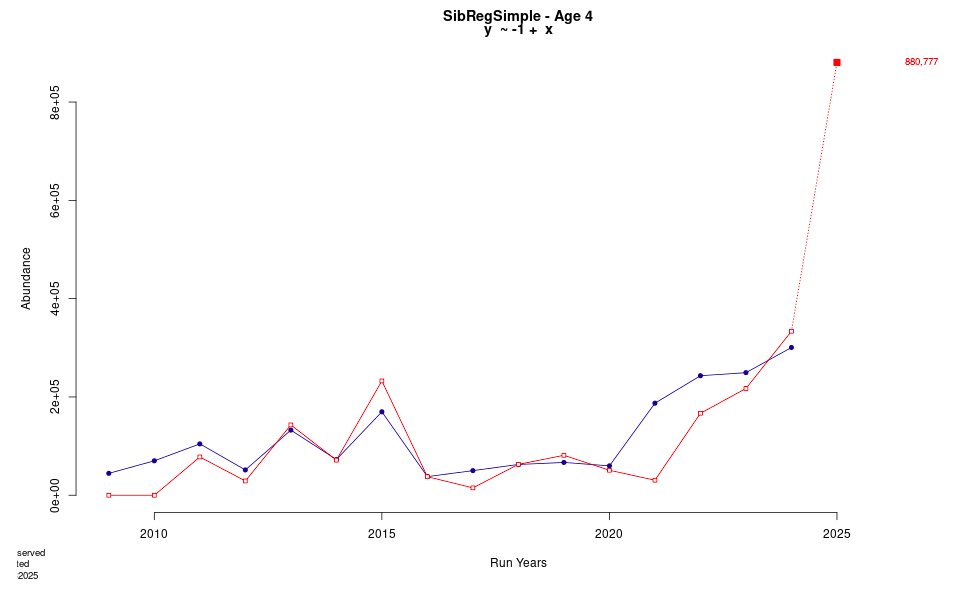 SibRegSimple - Age 4
y ~ -1 + x
880,777
8e+05
6e+05
4e+05
2e+05
0e+00
Abundance
2010
2015
2020
2025
Run Years
served
ted
2025